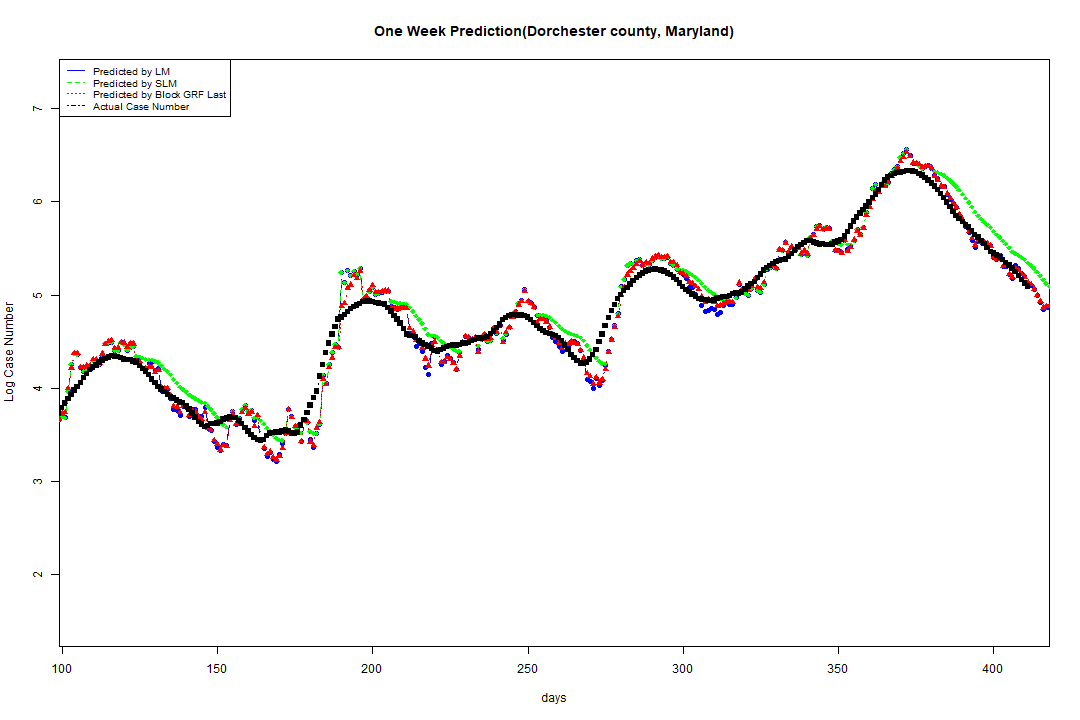 One Week Prediction(Dorchester county, Maryland)
Predicted by LM
Predicted by SLM
Predicted by Block GRF Last
Actual Case Number
7
6
5
4
3
2
Log Case Number
100 150 200 250 300 350 400
days